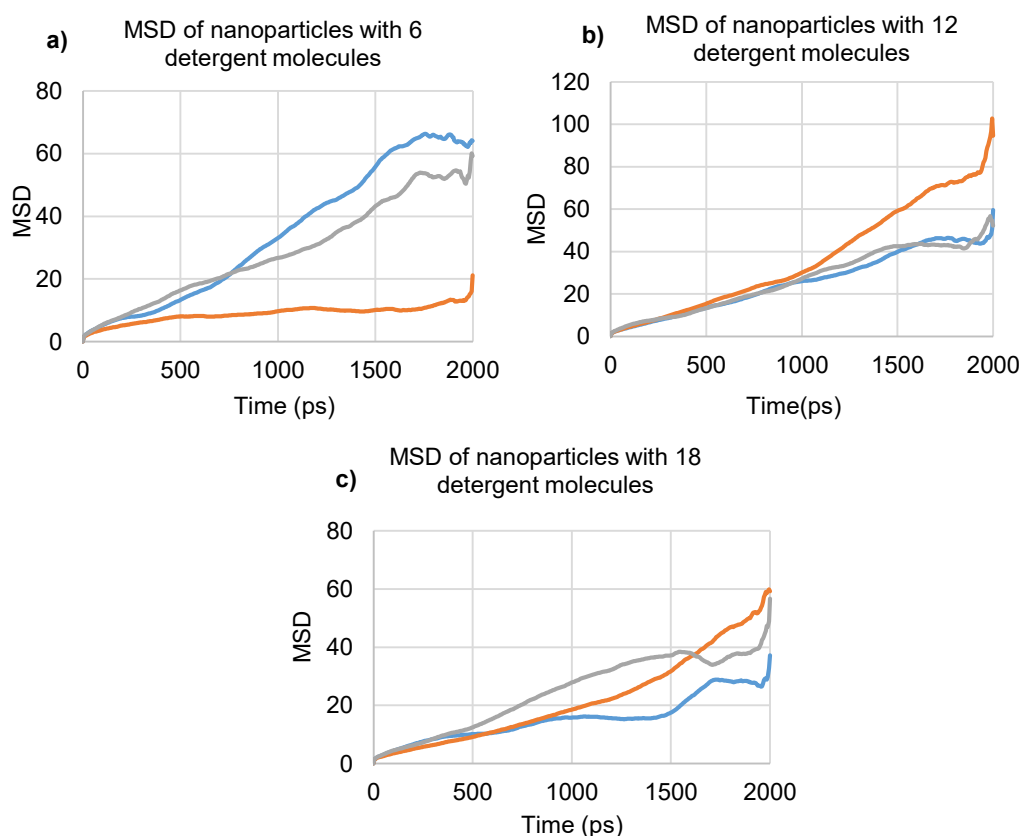 a)
MSD of nanoparticles with 6
detergent molecules
80
60
40
20
0
MSD
0 500 1000 1500 2000
Time (ps)
b)
MSD of nanoparticles with 12
detergent molecules
120
100
80
60
40
20
0
MSD
0 500 1000 1500 2000
Time(ps)
c)
MSD of nanoparticles with 18
detergent molecules
80
60
40
20
0
MSD
0 500 1000 1500 2000
Time (ps)